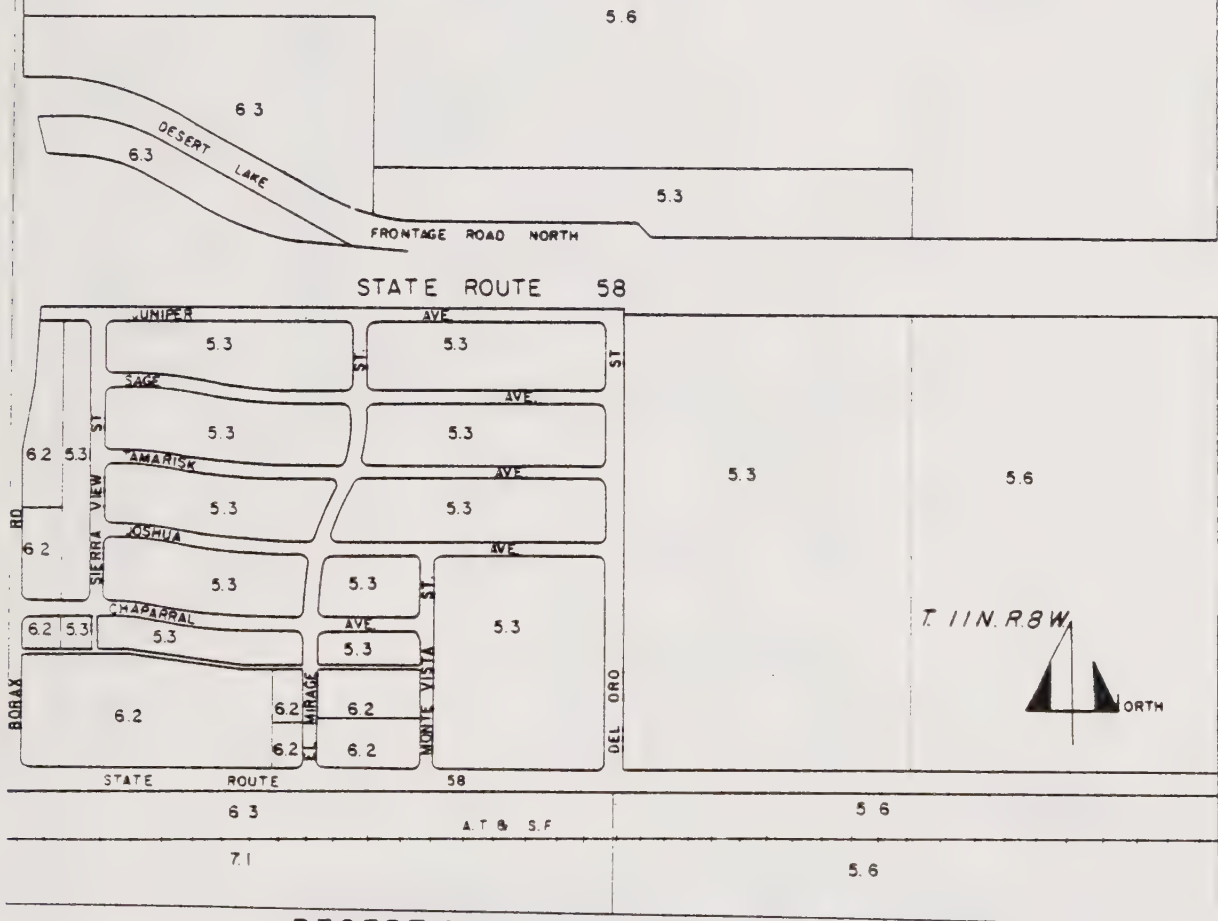 5.6
6.3
DESERT LAKE
6.3
5.3
FRONTAGE ROAD NORTH
STATE ROUTE 58
JUNIPER AVE.
5.3 ST. 5.3 ST
SAGE AVE.
ST 5.3 5.3
6.2 5.3 TAMARISK AVE.
5.3 5.6
SIERRA VIEW 5.3 5.3
RD JOSHUA AVE.
6.2 5.3 5.3 ST.
CHAPARRAL AVE.
6.2 5.3 5.3 5.3 5.3
T. 11N. R.8W.
BORAX 6.2 6.2 EL MIRAGE 6.2 MONTE VISTA DEL ORO
NORTH
6.2 6.2
STATE ROUTE 58
6.3 5.6
A.T. & S.F.
7.1 5.6